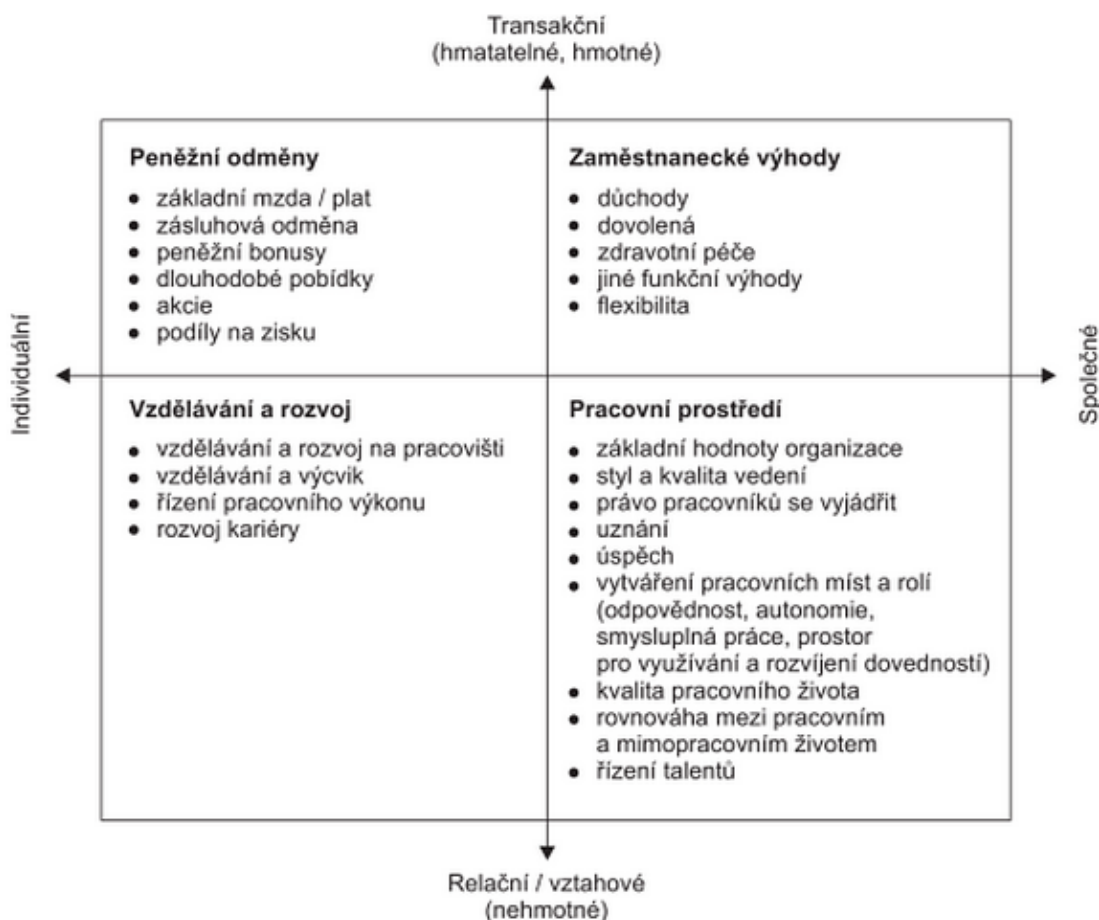 Transakční
(hmatatelné, hmotné)
Individuální
Společné
Peněžní odměny
• základní mzda / plat
• zásluhová odměna
• peněžní bonusy
• dlouhodobé pobídky
• akcie
• podíly na zisku
Zaměstnanecké výhody
• důchody
• dovolená
• zdravotní péče
• jiné funkční výhody
• flexibilita
Vzdělávání a rozvoj
• vzdělávání a rozvoj na pracovišti
• vzdělávání a výcvik
• řízení pracovního výkonu
• rozvoj kariéry
Pracovní prostředí
• základní hodnoty organizace
• styl a kvalita vedení
• právo pracovníků se vyjádřit
• uznání
• úspěch
• vytváření pracovních míst a rolí
(odpovědnost, autonomie,
smysluplná práce, prostor
pro využívání a rozvíjení dovedností)
• kvalita pracovního života
• rovnováha mezi pracovním
a mimopracovním životem
• řízení talentů
Relační / vztahové
(nehmotné)